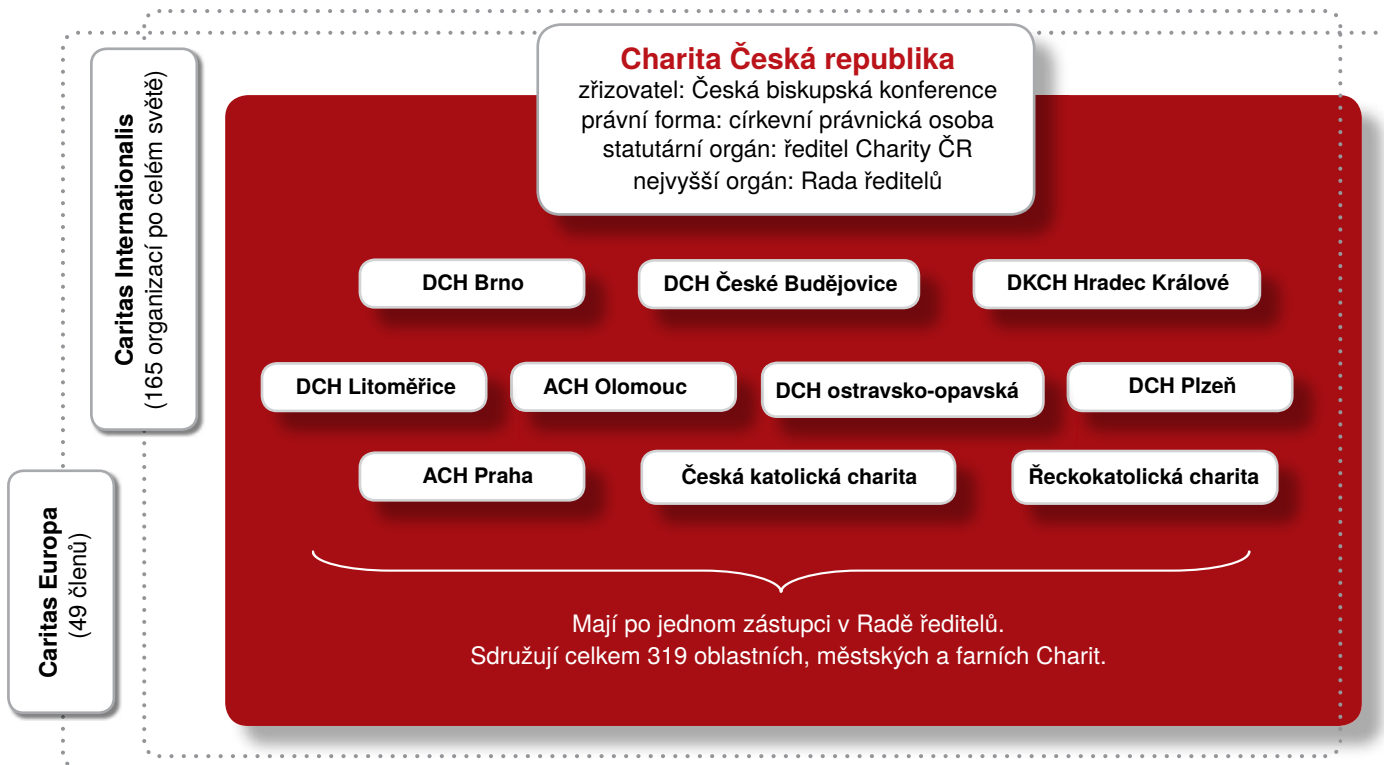 Charita Česká republika
zřizovatel: Česká biskupská konference
právní forma: církevní právnická osoba
statutární orgán: ředitel Charity ČR
nejvyšší orgán: Rada ředitelů
Caritas Internationalis
(165 organizací po celém světě)
Caritas Europa
(49 členů)
DCH Brno
DCH České Budějovice
DKCH Hradec Králové
DCH Litoměřice
ACH Olomouc
DCH ostravsko-opavská
DCH Plzeň
ACH Praha
Česká katolická charita
Řeckokatolická charita
Mají po jednom zástupci v Radě ředitelů.
Sdružují celkem 319 oblastních, městských a farních Charit.